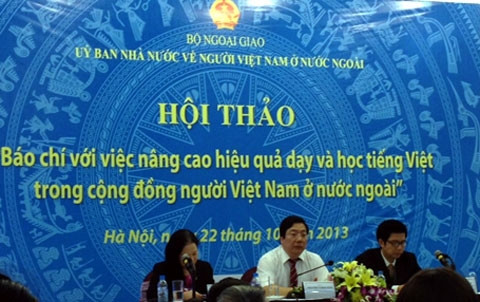 BỘ NGOẠI GIAO
UỶ BAN NHÀ NƯỚC VỀ NGƯỜI VIỆT NAM Ở NƯỚC NGOÀI
HỘI THẢO
Báo chí với việc nâng cao hiệu quả dạy và học tiếng Việt
trong cộng đồng người Việt Nam ở nước ngoài"
Hà Nội, 22 tháng 10 2013